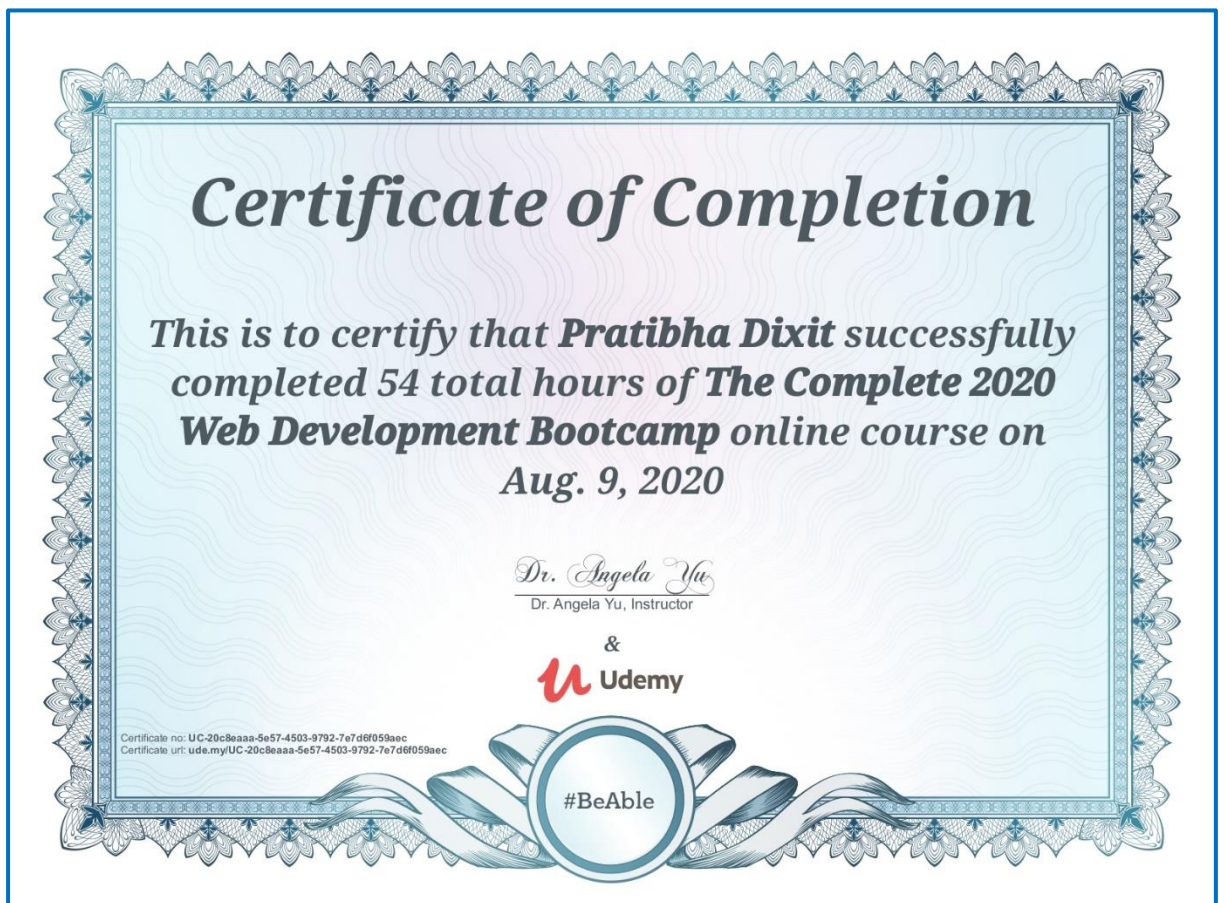 Certificate of Completion
This is to certify that Pratibha Dixit successfully
completed 54 total hours of The Complete 2020
Web Development Bootcamp online course on
Aug. 9, 2020
Dr. Angela Yu
Dr. Angela Yu, Instructor
&
Udemy
Certificate no: UC-20c8eaaa-5e57-4503-9792-7e7d6f059aec
Certificate url: ude.my/UC-20c8eaaa-5e57-4503-9792-7e7d6f059aec
#BeAble